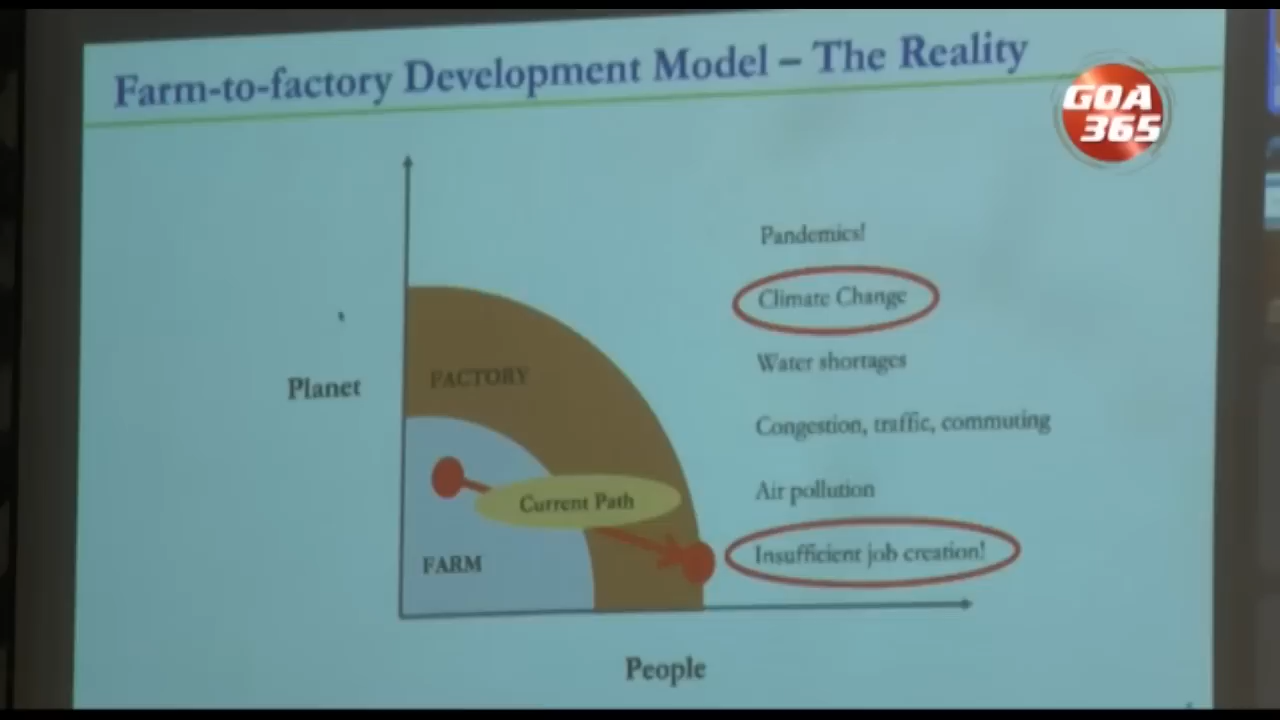 Farm-to-factory Development Model – The Reality
GOA
365
Pandemics!
Climate Change
Water shortages
Planet
FACTORY
Congestion, traffic, commuting
Current Path
Air pollution
FARM
Insufficient job creation!
People